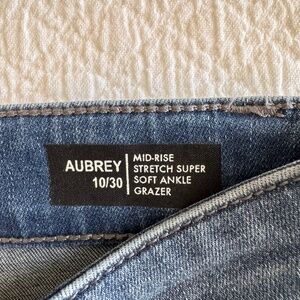 AUBREY
10/30
MID-RISE
STRETCH SUPER
SOFT ANKLE
GRAZER